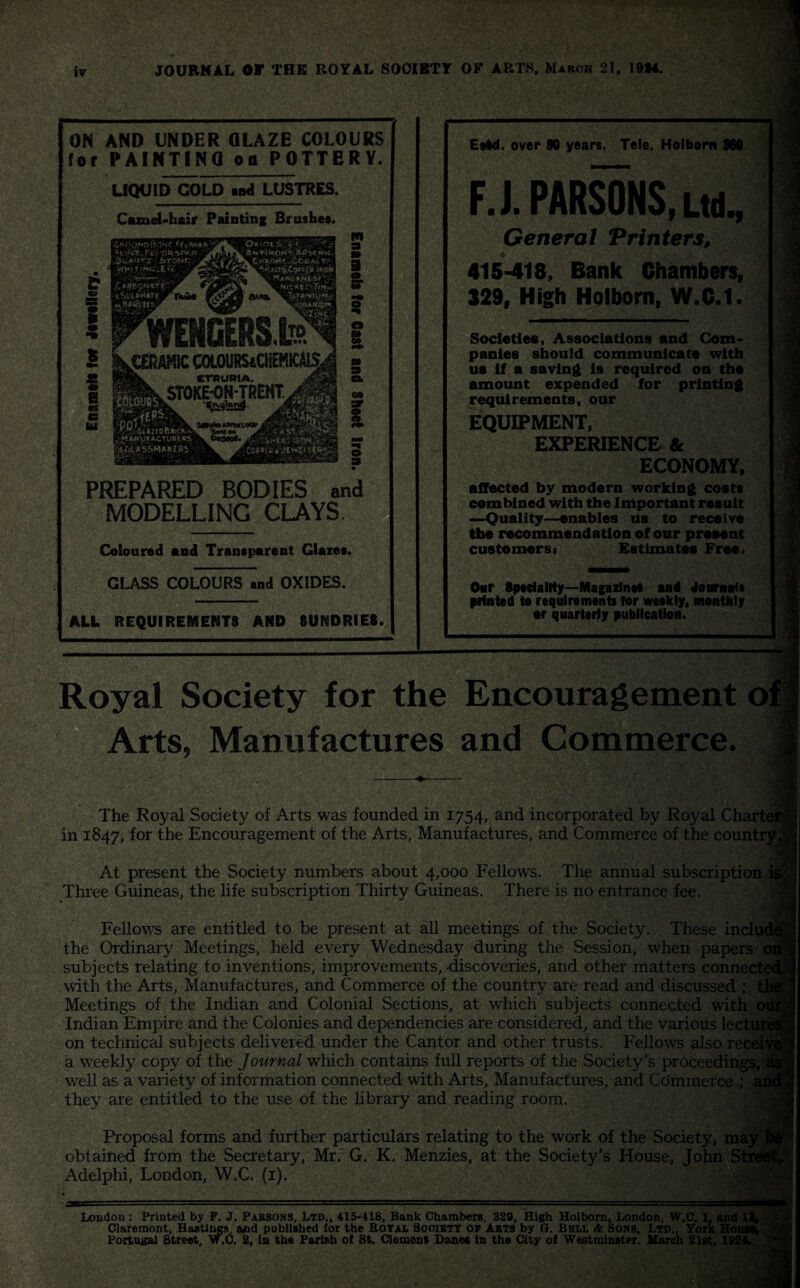 iv
JOURNAL OF THE ROYAL SOCIETY OF ARTS, MARCH 21, 1924.
ON AND UNDER GLAZE COLOURS
for PAINTING on POTTERY.
LIQUID GOLD and LUSTRES.
Camel-hair Painting Brushes.
Enamels for Jewellery.
Enamels for Cast and Sheet Iron.
Trade
Mark
WENGERS, LTD
CERAMIC COLOURS & CHEMICALS
ETRURIA.
STOKE-ON-TRENT.
England.
PREPARED BODIES and
MODELLING CLAYS.
Coloured and Transparent Glazes.
GLASS COLOURS and OXIDES.
ALL REQUIREMENTS AND SUNDRIES.
Estd. over 80 years. Tele. Holborn 360
F. J. PARSONS, Ltd.,
General Printers,
415-418, Bank Chambers,
329, High Holborn, W.C.1.
Societies, Associations and Com-
panies should communicate with
us if a saving is required on the
amount expended for printing
requirements, our
EQUIPMENT,
EXPERIENCE &
ECONOMY,
affected by modern working costs
combined with the important result
—Quality—enables us to receive
the recommendation of our present
customers: Estimates Free.
Our Speciality—Magazines and Journals
printed to requirements for weekly, monthly
or quarterly publication.
Royal Society for the Encouragement of
Arts, Manufactures and Commerce.
The Royal Society of Arts was founded in 1754, and incorporated by Royal Charter
in 1847, for the Encouragement of the Arts, Manufactures, and Commerce of the country.
At present the Society numbers about 4,000 Fellows. The annual subscription is
Three Guineas, the life subscription Thirty Guineas. There is no entrance fee.
Fellows are entitled to be present at all meetings of the Society. These include
the Ordinary Meetings, held every Wednesday during the Session, when papers on
subjects relating to inventions, improvements, discoveries, and other matters connected
with the Arts, Manufactures, and Commerce of the country are read and discussed ; the
Meetings of the Indian and Colonial Sections, at which subjects connected with our
Indian Empire and the Colonies and dependencies are considered, and the various lectures
on technical subjects delivered under the Cantor and other trusts. Fellows also receive
a weekly copy of the Journal which contains full reports of the Society's proceedings, as
well as a variety of information connected with Arts, Manufactures, and Commerce ; and
they are entitled to the use of the library and reading room.
Proposal forms and further particulars relating to the work of the Society, may be
obtained from the Secretary, Mr. G. K. Menzies, at the Society's House, John Street,
Adelphi, London, W.C. (1).
London : Printed by F. J. PARSONS, LTD., 415-418, Bank Chambers, 329, High Holborn, London, W.C. 1, and
Claremont, Hastings, and published for the ROYAL SOCIETY OF ARTS by G. BELL & SONS, LTD., York House,
Portugal Street, W.C. 2, in the Parish of St. Clement Danes in the City of Westminster. March 21st, 1924.